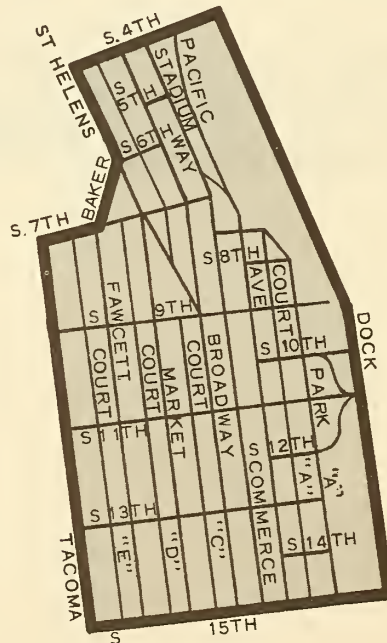 S. 4TH
ST HELENS
PACIFIC
STADIUM WAY
S 5TH
S 6TH
BAKER
S. 7TH
S 8TH
AVE
COURT
S 9TH
FAWCETT
COURT
COURT
MARKET
COURT
BROADWAY
S 10TH
DOCK
PARK
S 11TH
S 12TH
COMMERCE
"A"
"A"
S 13TH
TACOMA
"E"
"D"
"C"
S 14TH
S 15TH